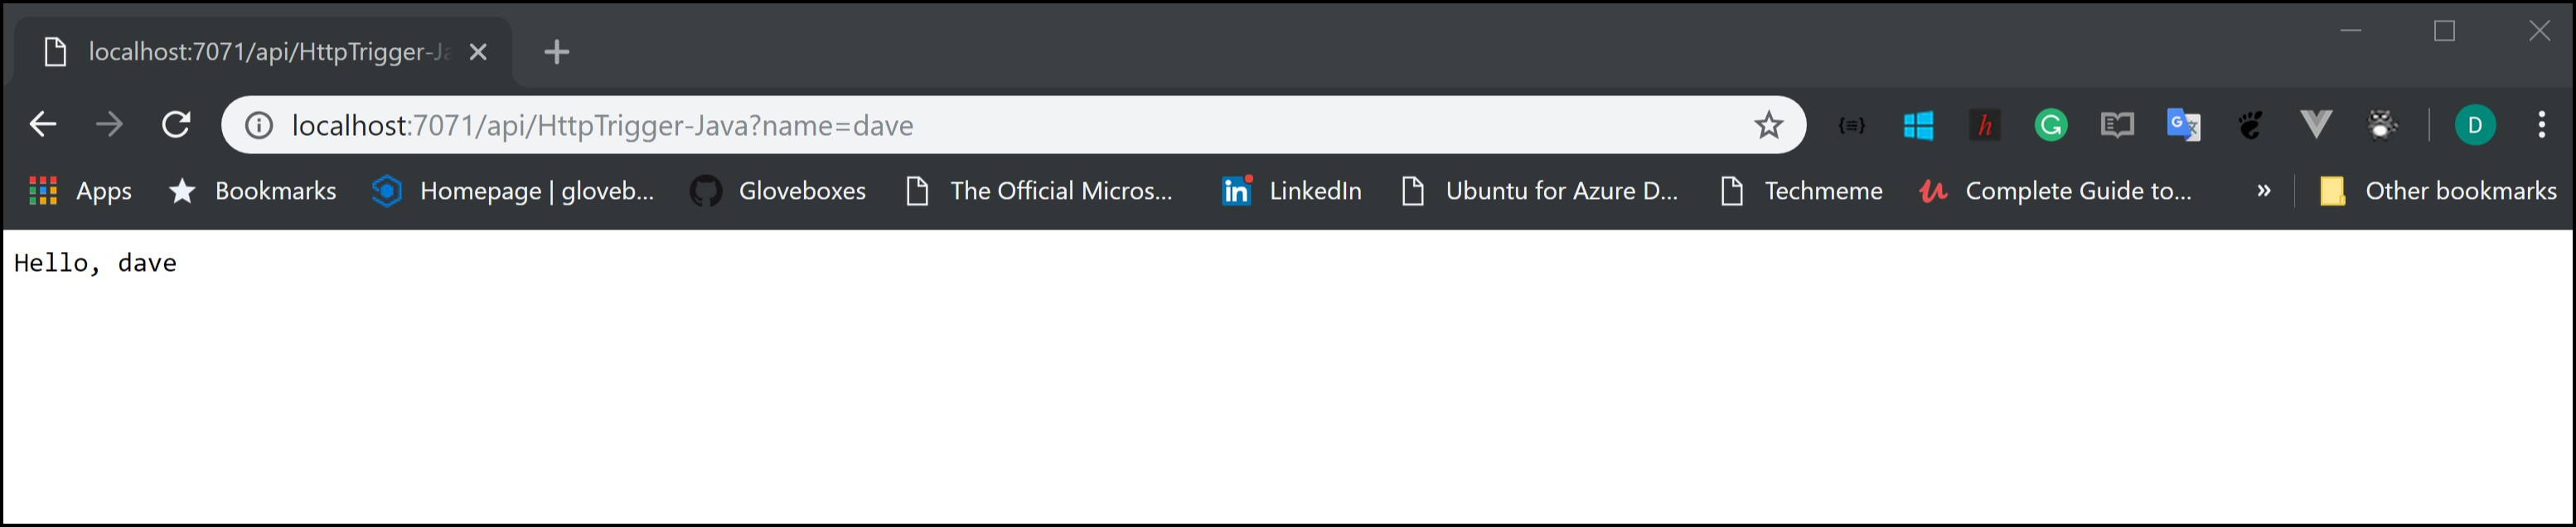 localhost:7071/api/HttpTrigger-Ja
localhost:7071/api/HttpTrigger-Java?name=dave
D
Apps Bookmarks Homepage | gloveb... Gloveboxes The Official Micros... LinkedIn Ubuntu for Azure D... Techmeme Complete Guide to... » Other bookmarks
Hello, dave